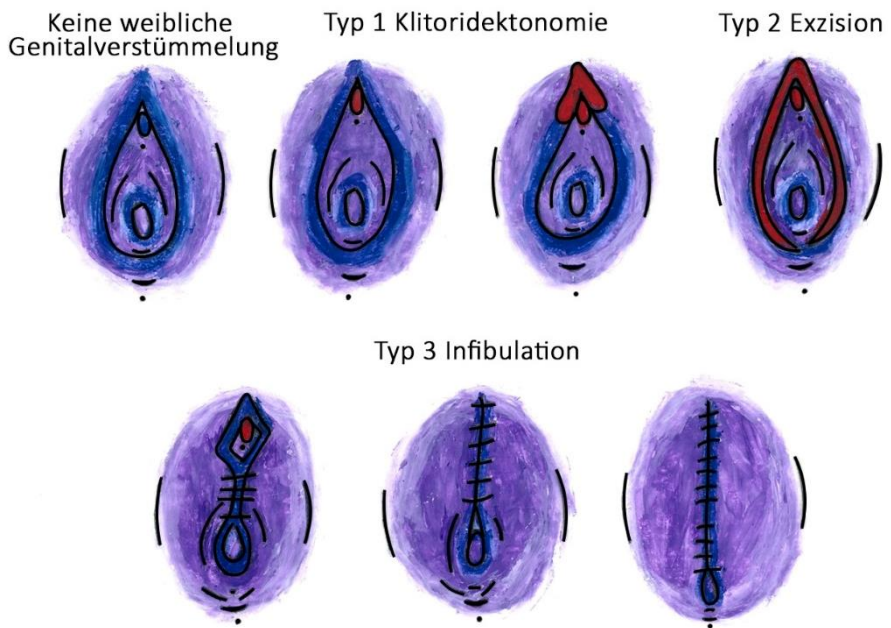 Keine weibliche
Genitalverstümmelung
Typ 1 Klitoridektonomie
Typ 2 Exzision
Typ 3 Infibulation